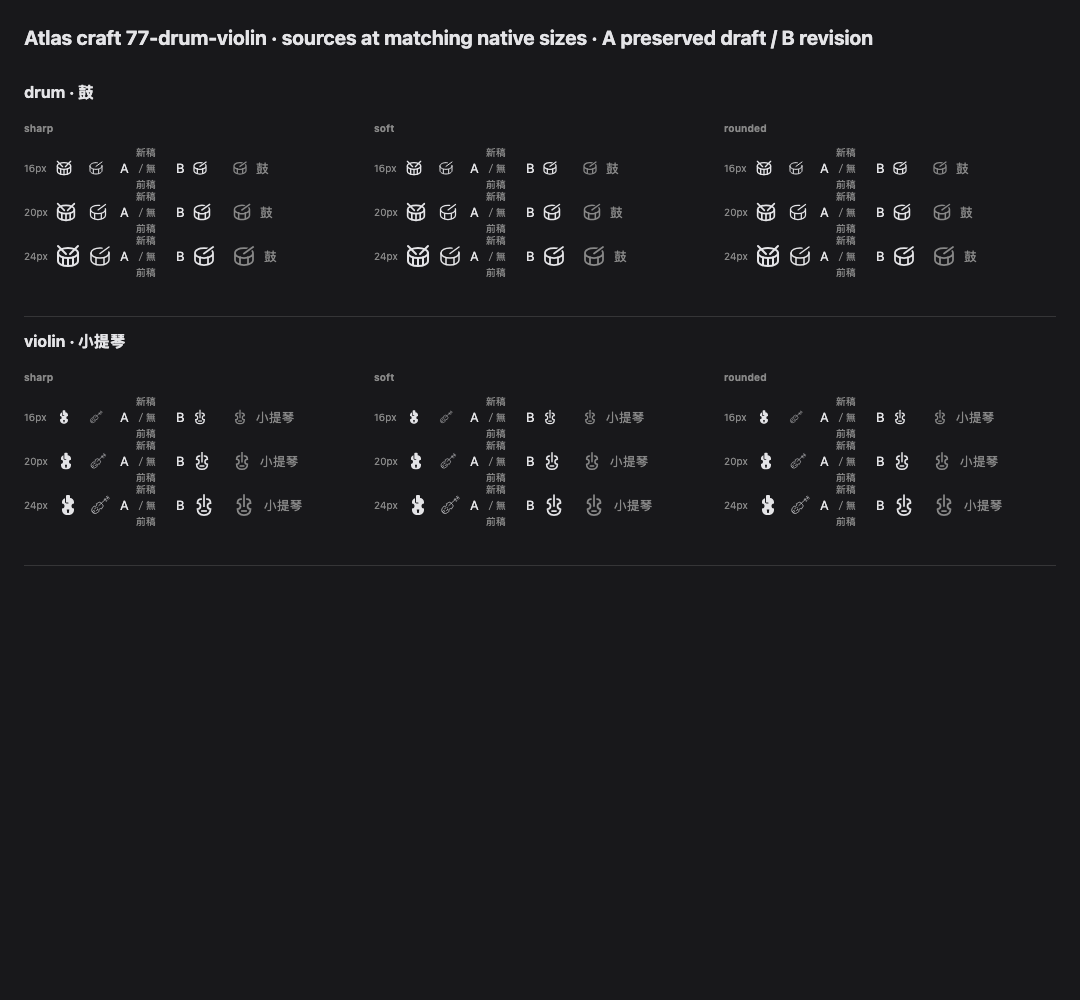 Atlas craft 77-drum-violin · sources at matching native sizes · A preserved draft / B revision
drum · 鼓
sharp
soft
rounded
16px A 新稿 / 無 前稿 B 鼓
16px A 新稿 / 無 前稿 B 鼓
16px A 新稿 / 無 前稿 B 鼓
20px A 新稿 / 無 前稿 B 鼓
20px A 新稿 / 無 前稿 B 鼓
20px A 新稿 / 無 前稿 B 鼓
24px A 新稿 / 無 前稿 B 鼓
24px A 新稿 / 無 前稿 B 鼓
24px A 新稿 / 無 前稿 B 鼓
violin · 小提琴
sharp
soft
rounded
16px A 新稿 / 無 前稿 B 小提琴
16px A 新稿 / 無 前稿 B 小提琴
16px A 新稿 / 無 前稿 B 小提琴
20px A 新稿 / 無 前稿 B 小提琴
20px A 新稿 / 無 前稿 B 小提琴
20px A 新稿 / 無 前稿 B 小提琴
24px A 新稿 / 無 前稿 B 小提琴
24px A 新稿 / 無 前稿 B 小提琴
24px A 新稿 / 無 前稿 B 小提琴